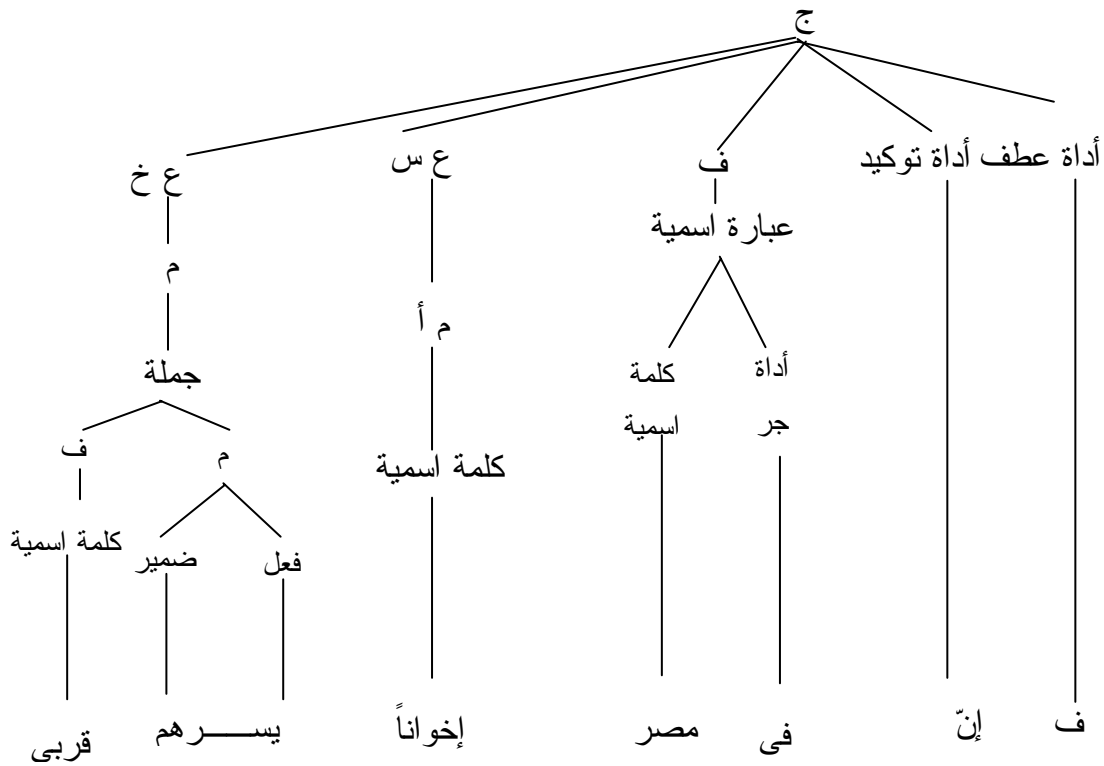 ج
أداة عطف أداة توكيد
ف
ع س
ع خ
عبارة اسمية
م
أداة
جر
كلمة
اسمية
م أ
جملة
ف
م
كلمة اسمية
كلمة اسمية
ضمير
فعل
ف
إنّ
فى
مصر
إخواناً
يســـــرهم
قربى